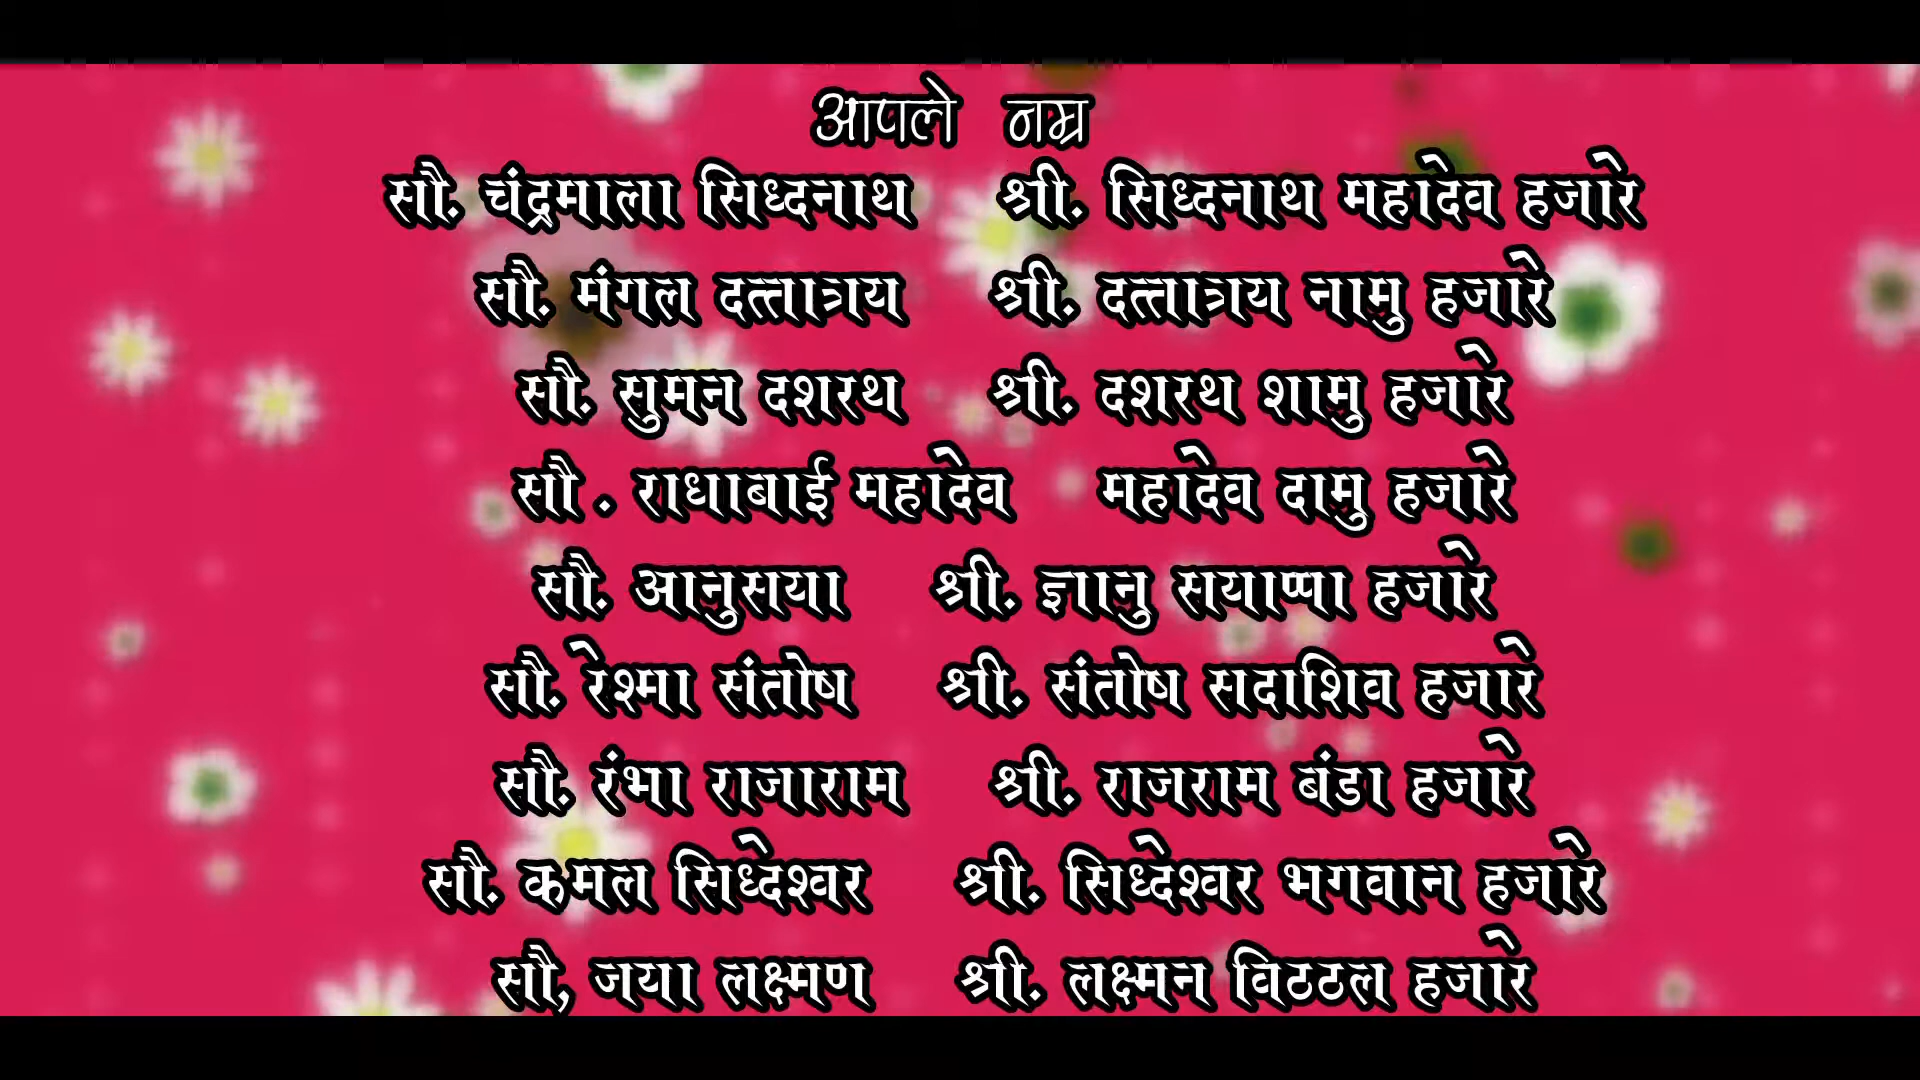 आपले नम्र
सौ. चंद्रमाला सिध्दनाथ श्री. सिध्दनाथ महादेव हजारे
सौ. मंगल दत्तात्रय श्री. दत्तात्रय नामु हजारे
सौ. सुमन दशरथ श्री. दशरथ शामु हजारे
सौ . राधाबाई महादेव महादेव दामु हजारे
सौ. आनुसया श्री. ज्ञानु सयाप्पा हजारे
सौ. रेश्मा संतोष श्री. संतोष सदाशिव हजारे
सौ. रंभा राजाराम श्री. राजराम बंडा हजारे
सौ. कमल सिध्देश्वर श्री. सिध्देश्वर भगवान हजारे
सौ, जया लक्ष्मण श्री. लक्ष्मन विठठल हजारे